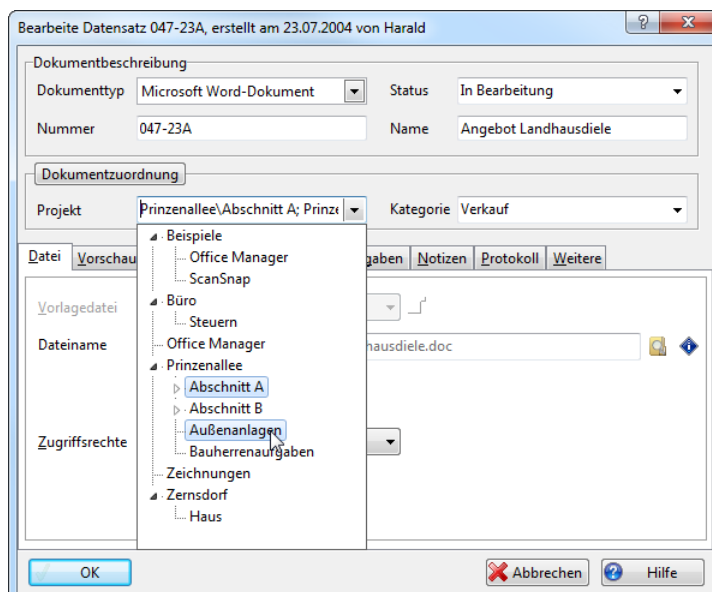 Bearbeite Datensatz 047-23A, erstellt am 23.07.2004 von Harald
Dokumentbeschreibung
Dokumenttyp Microsoft Word-Dokument Status In Bearbeitung
Nummer 047-23A Name Angebot Landhausdiele
Dokumentzuordnung
Projekt Prinzenallee\Abschnitt A; Prinze Kategorie Verkauf
Beispiele
Office Manager
ScanSnap
Büro
Steuern
Office Manager
Prinzenallee
Abschnitt A
Abschnitt B
Außenanlagen
Bauherrenaufgaben
Zeichnungen
Zernsdorf
Haus
Datei Vorschau gaben Notizen Protokoll Weitere
Vorlagedatei
Dateiname hausdiele.doc
Zugriffsrechte
OK Abbrechen Hilfe